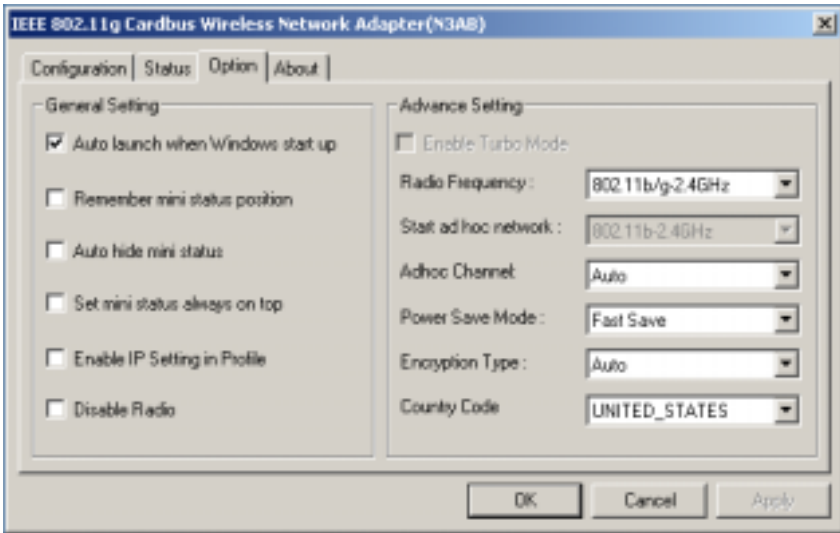 IEEE 802.11g Cardbus Wireless Network Adapter(N3AB)
Configuration Status Option About
General Setting
Auto launch when Windows start up
Remember mini status position
Auto hide mini status
Set mini status always on top
Enable IP Setting in Profile
Disable Radio
Advance Setting
Enable Turbo Mode
Radio Frequency : 802.11b/g-2.4GHz
Start ad hoc network : 802.11b-2.4GHz
Adhoc Channel: Auto
Power Save Mode : Fast Save
Encryption Type : Auto
Country Code UNITED_STATES
OK Cancel Apply